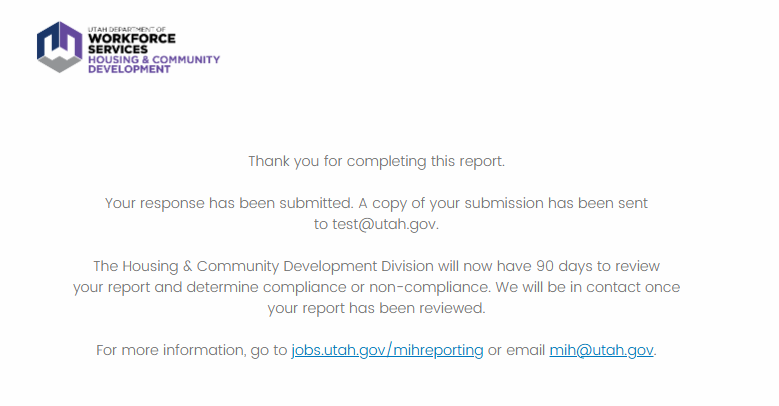 UTAH DEPARTMENT OF
WORKFORCE
SERVICES
HOUSING & COMMUNITY
DEVELOPMENT
Thank you for completing this report.
Your response has been submitted. A copy of your submission has been sent
to test@utah.gov.
The Housing & Community Development Division will now have 90 days to review
your report and determine compliance or non-compliance. We will be in contact once
your report has been reviewed.
For more information, go to jobs.utah.gov/mihreporting or email mih@utah.gov.